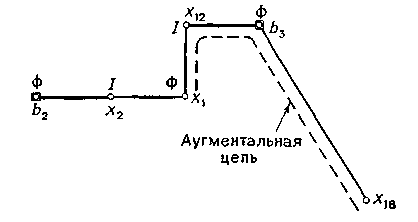 I x₁₂ Ф
b₃
Ф I Ф
b₂ x₂ x₁
Аугментальная
цепь
x₁₈